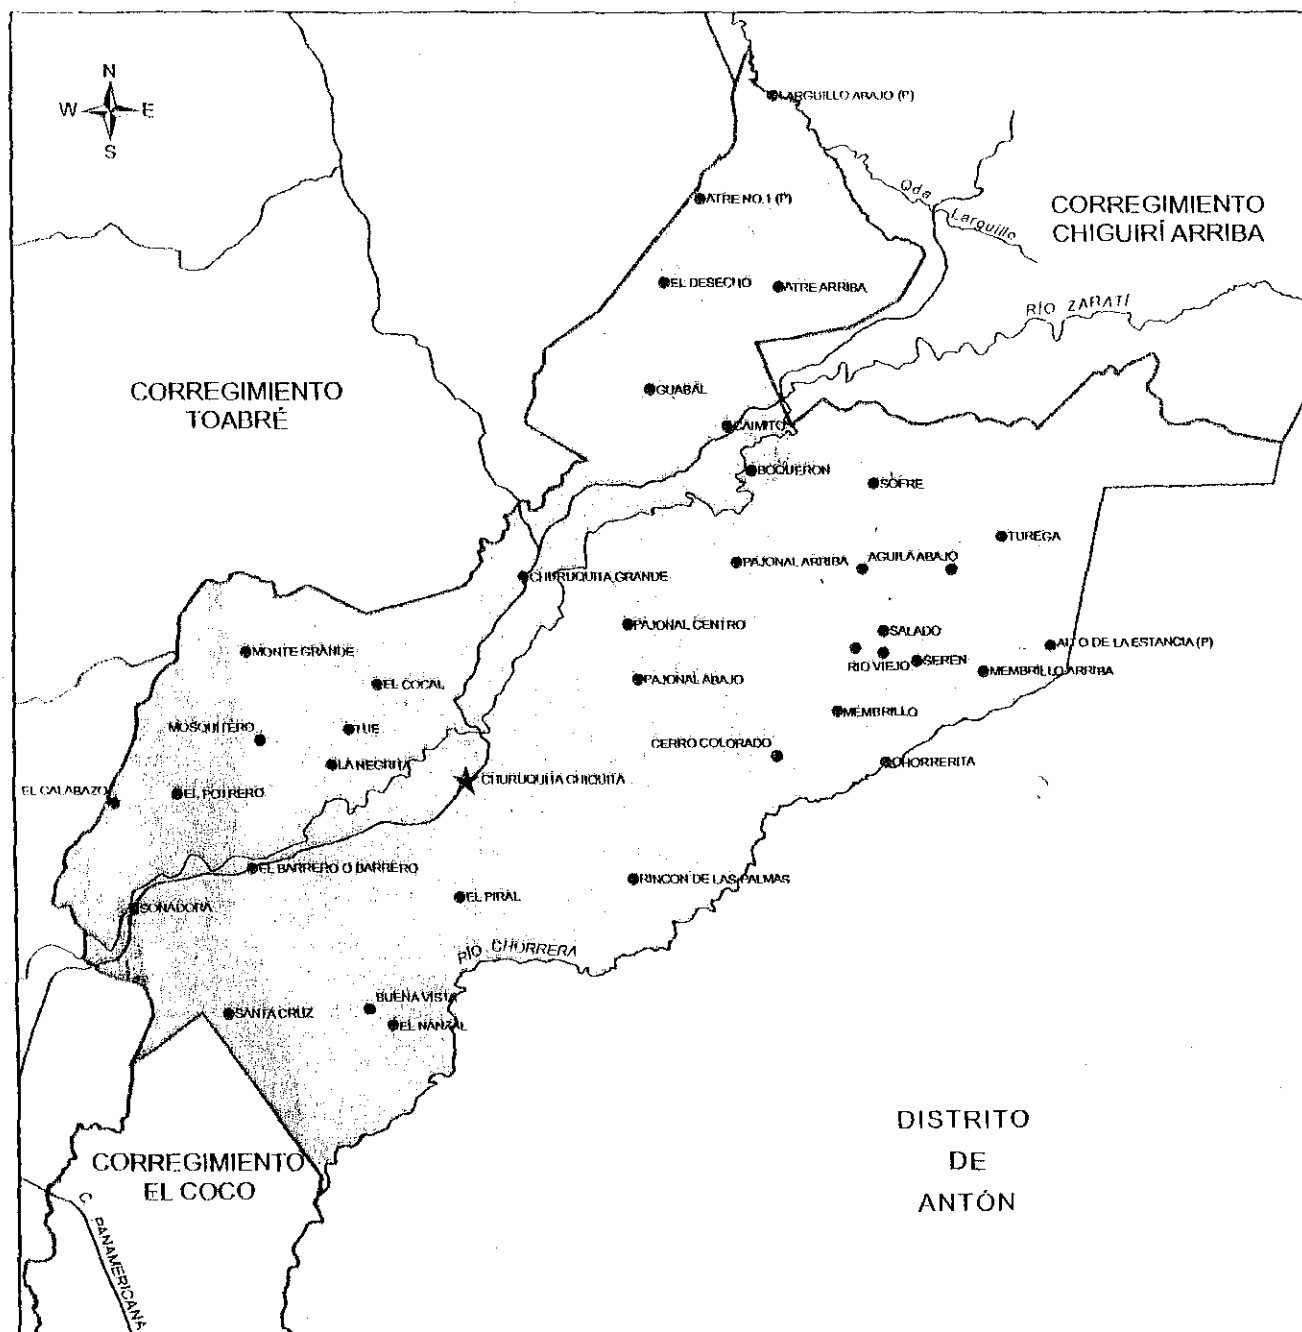 N
W E
S
LARGUILLO ABAJO (P)
Qda Larguillo
ATRE NO.1 (P)
CORREGIMIENTO
CHIGUIRÍ ARRIBA
EL DESECHO
ATRE ARRIBA
RÍO ZARATÍ
CORREGIMIENTO
TOABRÉ
GUABAL
CAIMITO
BOQUERON
SOFRE
TUREGA
PAJONAL ARRIBA
AGUILA ABAJO
CHURUQUITA GRANDE
PAJONAL CENTRO
SALADO
MONTE GRANDE
ALTO DE LA ESTANCIA (P)
RIO VIEJO
SEREN
MEMBRILLO ARRIBA
EL COCAL
PAJONAL ABAJO
MEMBRILLO
MOSQUITERO
TUE
CERRO COLORADO
LA NEGRITA
CHORRERITA
CHURUQUITA CHIQUITA
EL CALABAZO
EL POTRERO
EL BARRERO O BARRERO
RINCON DE LAS PALMAS
EL PIRAL
SONADORA
RÍO CHORRERA
BUENA VISTA
SANTA CRUZ
EL NANZAL
DISTRITO
DE
ANTÓN
CORREGIMIENTO
EL COCO
C. PANAMERICANA